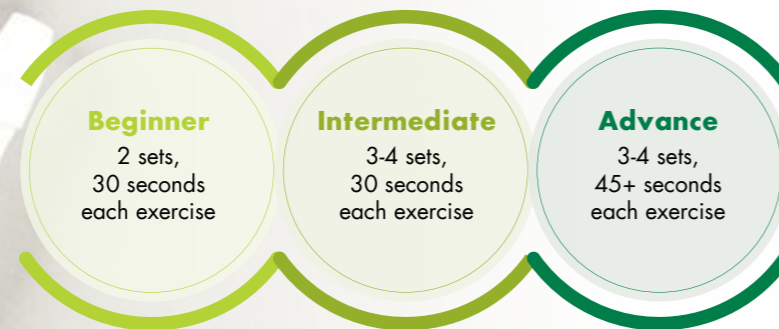 Beginner
2 sets,
30 seconds
each exercise
Intermediate
3-4 sets,
30 seconds
each exercise
Advance
3-4 sets,
45+ seconds
each exercise